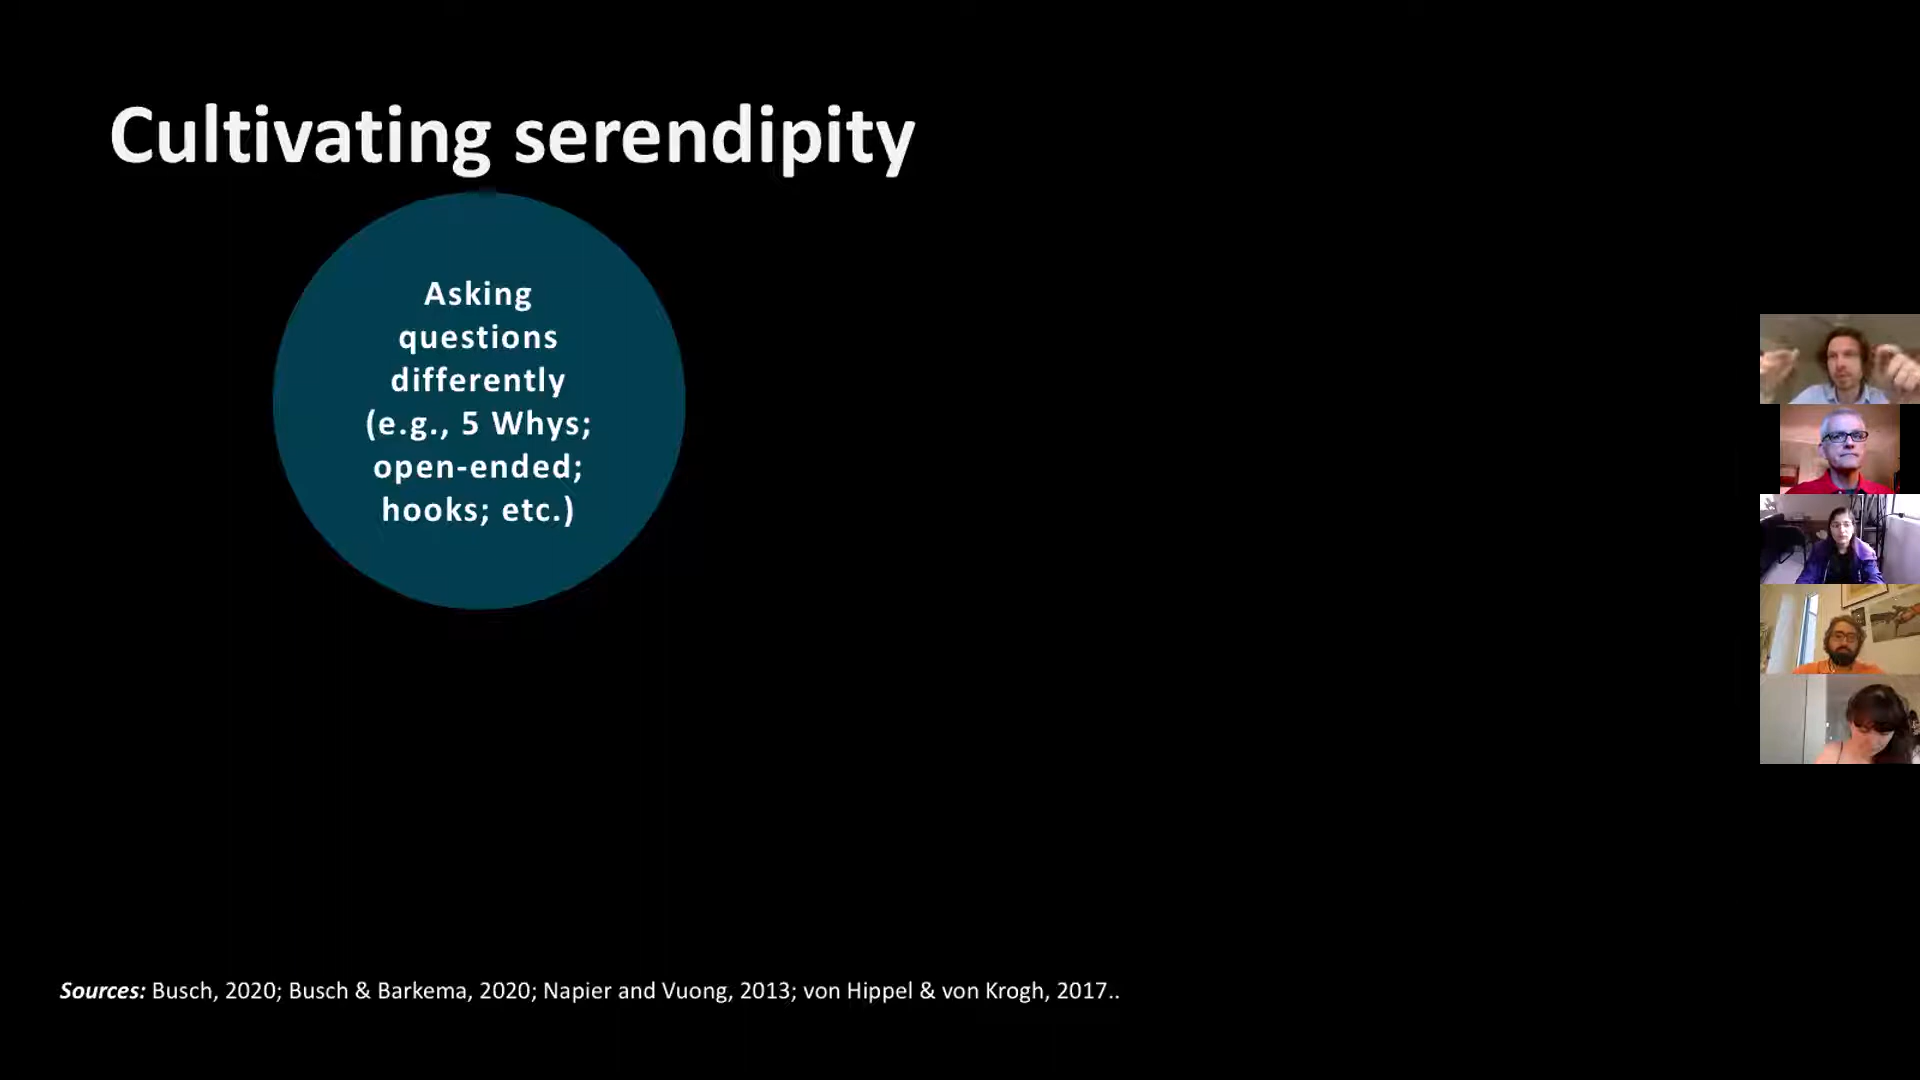 Cultivating serendipity
Asking
questions
differently
(e.g., 5 Whys;
open-ended;
hooks; etc.)
Sources: Busch, 2020; Busch & Barkema, 2020; Napier and Vuong, 2013; von Hippel & von Krogh, 2017..